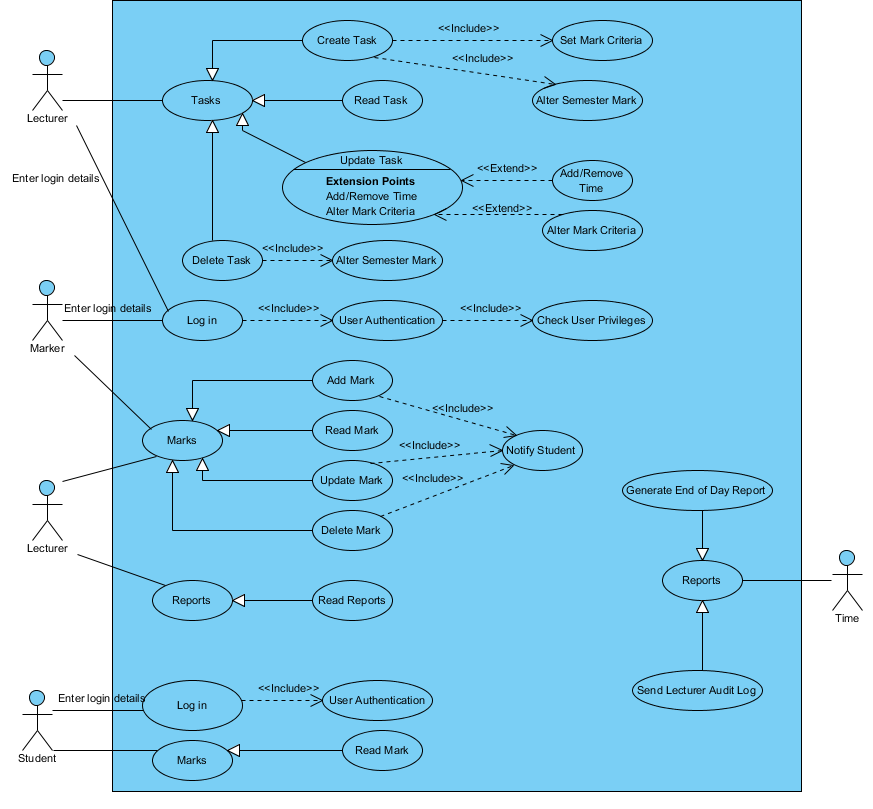 <<Include>>
Create Task
Set Mark Criteria
<<Include>>
Lecturer
Tasks
Read Task
Alter Semester Mark
Enter login details
Update Task
Extension Points
Add/Remove Time
Alter Mark Criteria
<<Extend>>
Add/Remove
Time
<<Extend>>
Alter Mark Criteria
Delete Task
<<Include>>
Alter Semester Mark
Enter login details
Marker
Log in
<<Include>>
User Authentication
<<Include>>
Check User Privileges
Add Mark
<<Include>>
Marks
Read Mark
<<Include>>
Notify Student
Update Mark
<<Include>>
Delete Mark
Lecturer
Generate End of Day Report
Reports
Read Reports
Reports
Time
Send Lecturer Audit Log
Enter login details
Log in
<<Include>>
User Authentication
Student
Marks
Read Mark